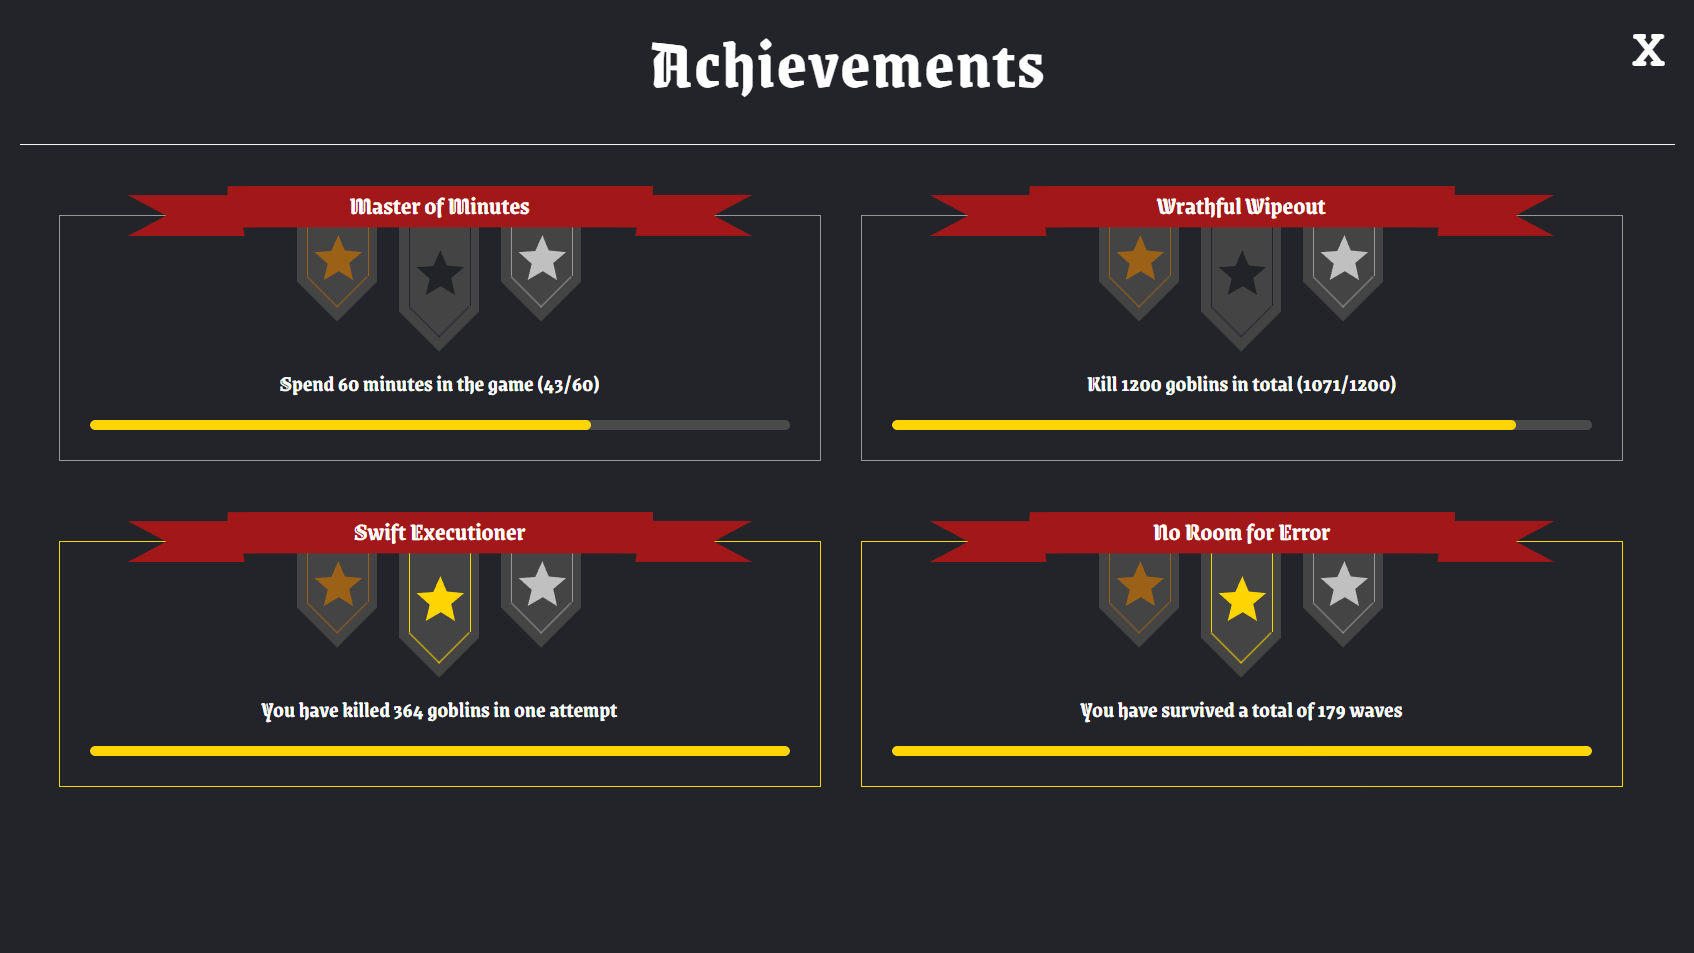 Achievements
X
Master of Minutes
Spend 60 minutes in the game (43/60)
Wrathful Wipeout
Kill 1200 goblins in total (1071/1200)
Swift Executioner
You have killed 364 goblins in one attempt
No Room for Error
You have survived a total of 179 waves